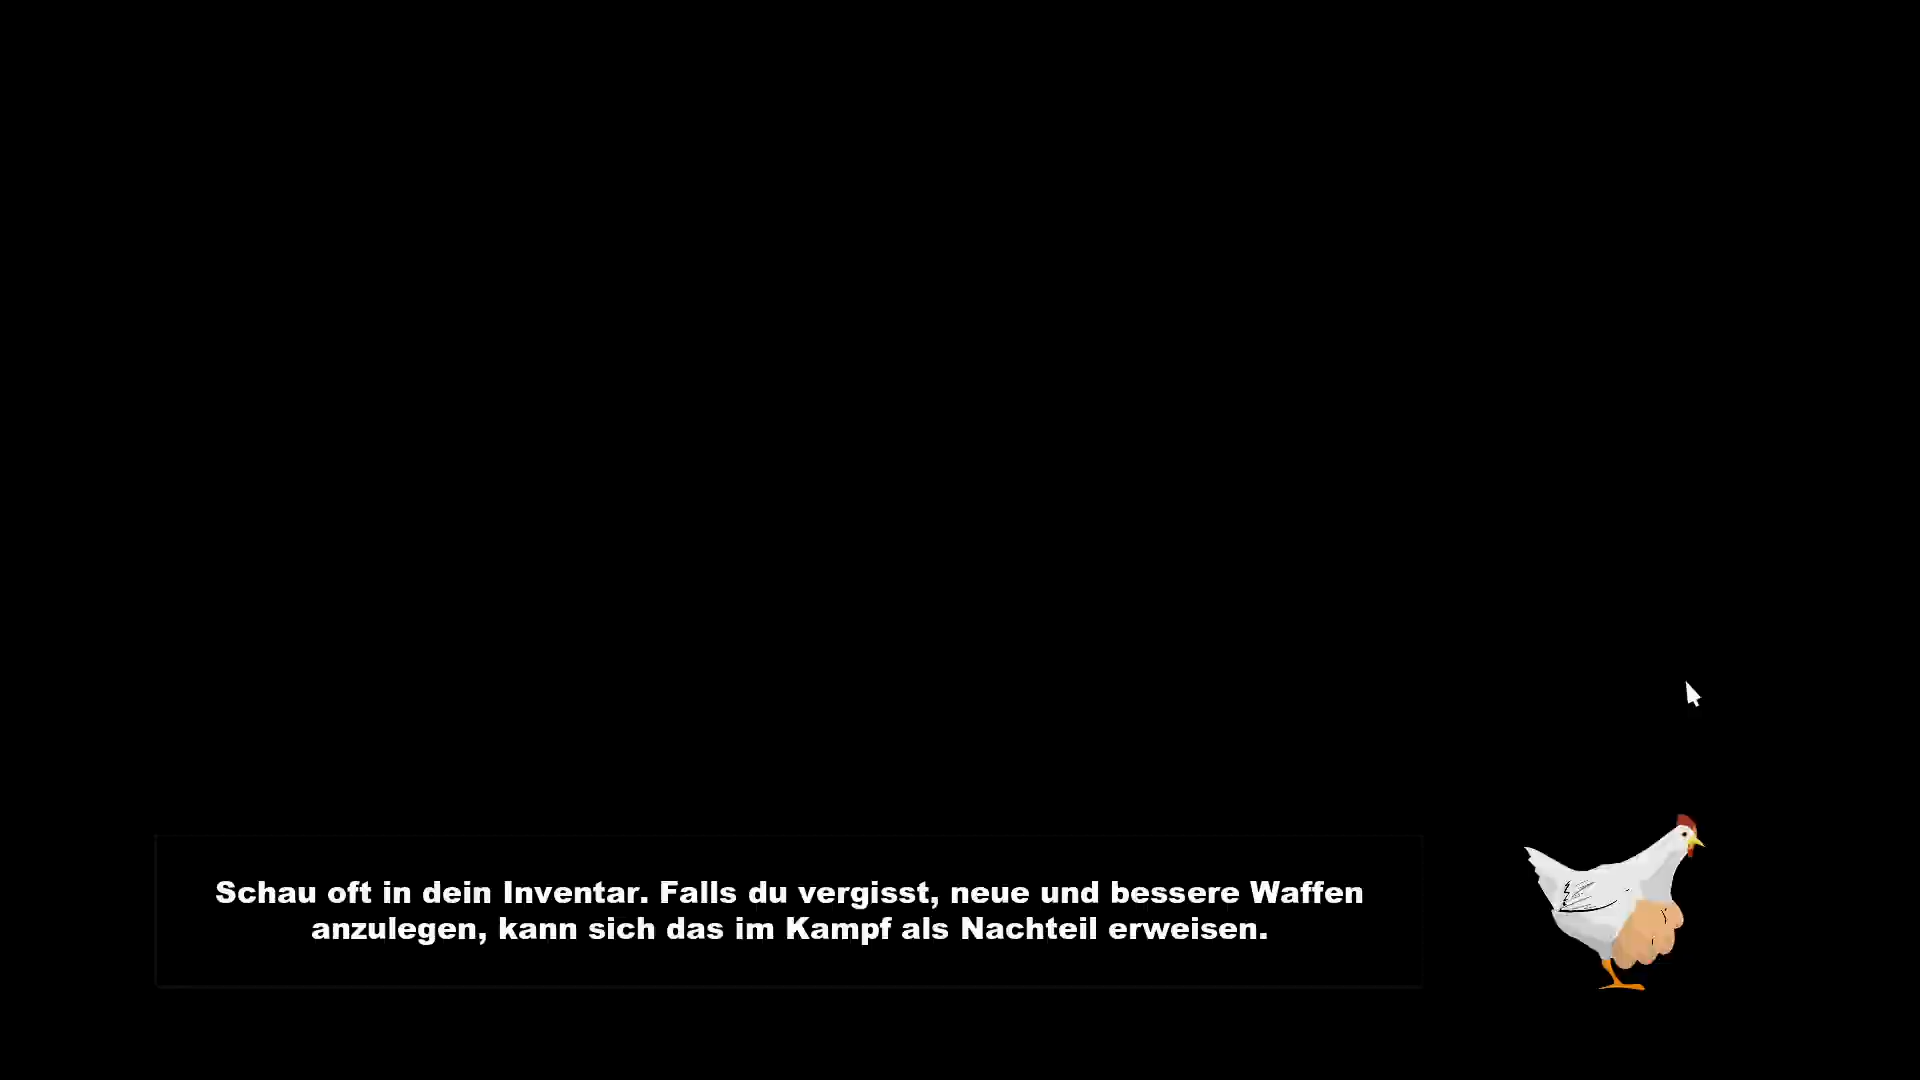 Schau oft in dein Inventar. Falls du vergisst, neue und bessere Waffen
anzulegen, kann sich das im Kampf als Nachteil erweisen.